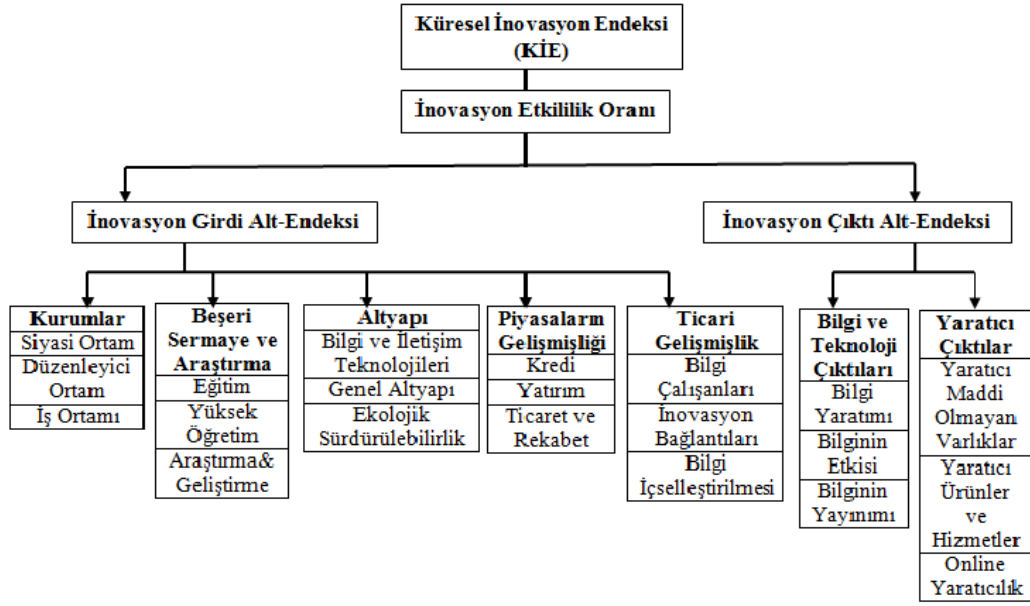 Küresel İnovasyon Endeksi
(KİE)
İnovasyon Etkililik Oranı
İnovasyon Girdi Alt-Endeksi
İnovasyon Çıktı Alt-Endeksi
Kurumlar
Siyasi Ortam
Düzenleyici
Ortam
İş Ortamı
Beşeri
Sermaye ve
Araştırma
Eğitim
Yüksek
Öğretim
Araştırma&
Geliştirme
Altyapı
Bilgi ve İletişim
Teknolojileri
Genel Altyapı
Ekolojik
Sürdürülebilirlik
Piyasaların
Gelişmişliği
Kredi
Yatırım
Ticaret ve
Rekabet
Ticari
Gelişmişlik
Bilgi
Çalışanları
İnovasyon
Bağlantıları
Bilgi
İçselleştirilmesi
Bilgi ve
Teknoloji
Çıktıları
Bilgi
Yaratımı
Bilginin
Etkisi
Bilginin
Yayınımı
Yaratıcı
Çıktılar
Yaratıcı
Maddi
Olmayan
Varlıklar
Yaratıcı
Ürünler
ve
Hizmetler
Online
Yaratıcılık